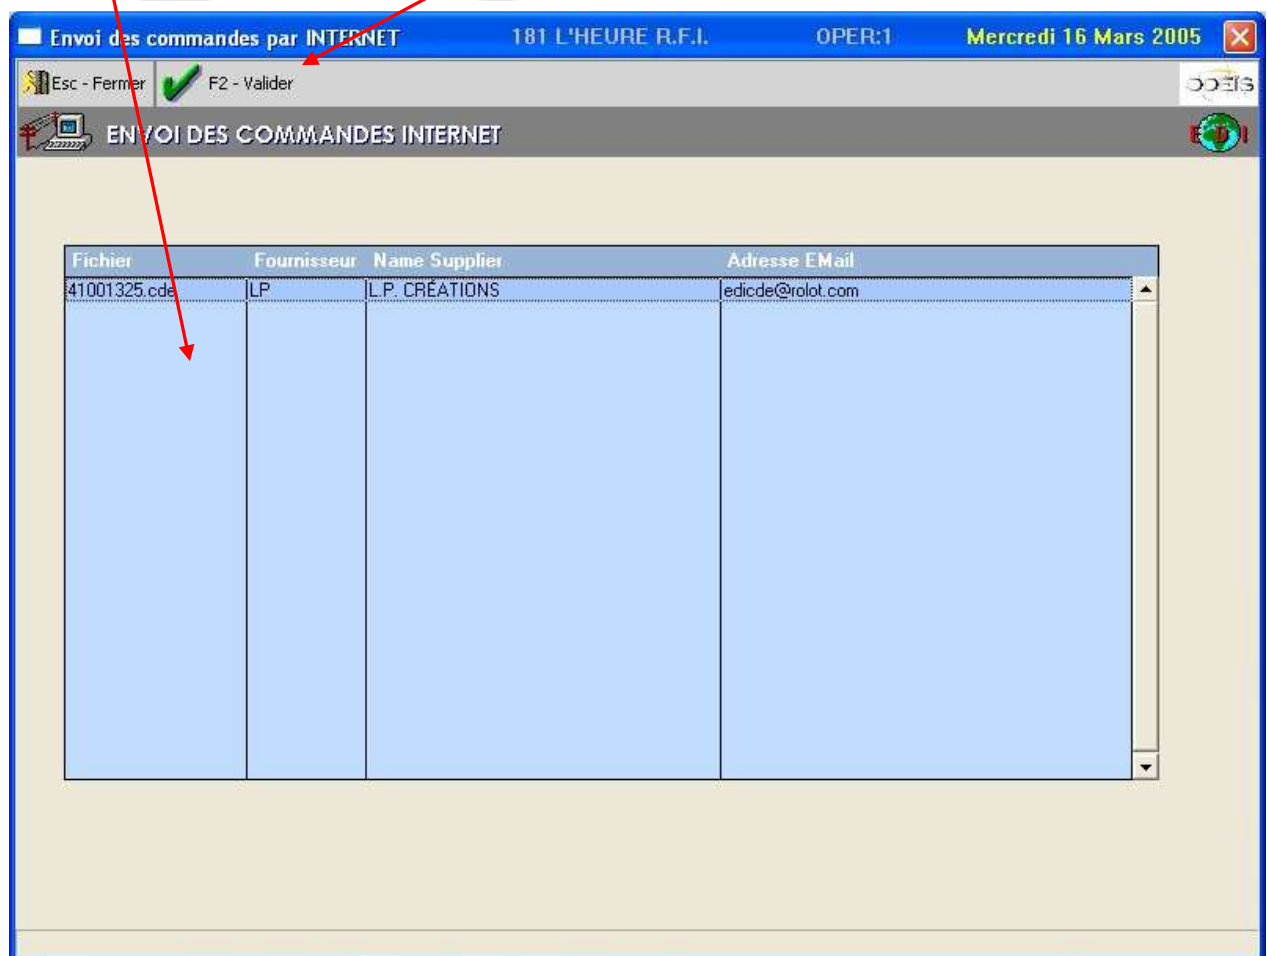 Envoi des commandes par INTERNET 181 L'HEURE R.F.I. OPER:1 Mercredi 16 Mars 2005
Esc - Fermer F2 - Valider
ENVOI DES COMMANDES INTERNET EDI
Fichier Fournisseur Name Supplier Adresse EMail
41001325.cde LP L.P. CRÉATIONS edicde@rolot.com